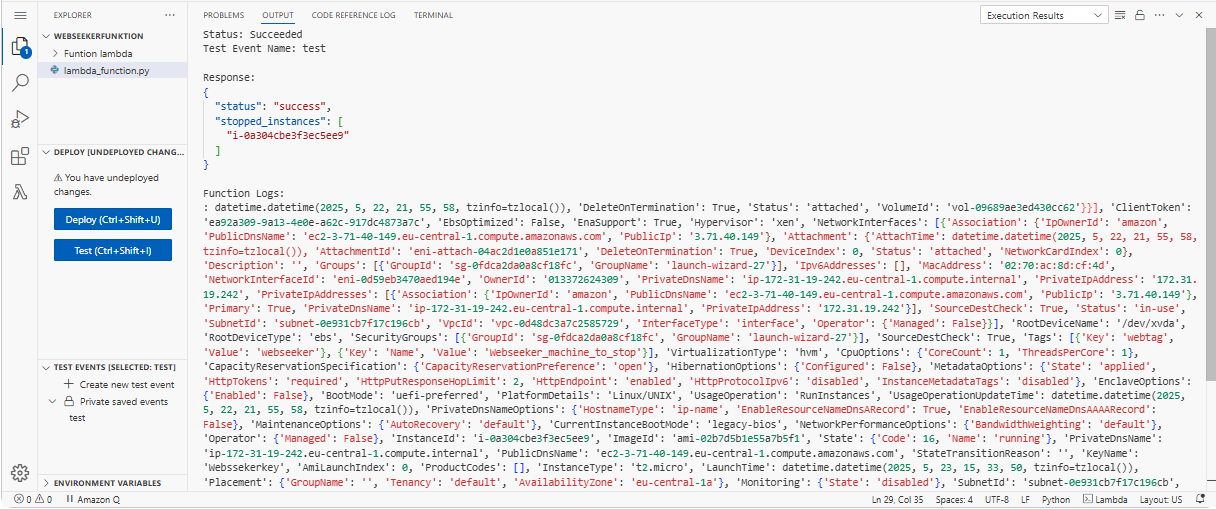 EXPLORER
PROBLEMS OUTPUT CODE REFERENCE LOG TERMINAL
Execution Results
WEBSEEKERFUNKTION
Funtion lambda
lambda_function.py
1
DEPLOY [UNDEPLOYED CHANG...
You have undeployed
changes.
Deploy (Ctrl+Shift+U)
Test (Ctrl+Shift+I)
TEST EVENTS [SELECTED: TEST]
Create new test event
Private saved events
test
ENVIRONMENT VARIABLES
Status: Succeeded
Test Event Name: test
Response:
{
"status": "success",
"stopped_instances": [
"i-0a304cbe3f3ec5ee9"
]
}
Function Logs:
: datetime.datetime(2025, 5, 22, 21, 55, 58, tzinfo=tzlocal()), 'DeleteOnTermination': True, 'Status': 'attached', 'VolumeId': 'vol-09689ae3ed430cc62'}}], 'ClientToken':
'ea92a309-9a13-4e0e-a62c-917dc4873a7c', 'EbsOptimized': False, 'EnaSupport': True, 'Hypervisor': 'xen', 'NetworkInterfaces': [{'Association': {'IpOwnerId': 'amazon',
'PublicDnsName': 'ec2-3-71-40-149.eu-central-1.compute.amazonaws.com', 'PublicIp': '3.71.40.149'}, 'Attachment': {'AttachTime': datetime.datetime(2025, 5, 22, 21, 55, 58,
tzinfo=tzlocal()), 'AttachmentId': 'eni-attach-04ac2d1e0a851e171', 'DeleteOnTermination': True, 'DeviceIndex': 0, 'Status': 'attached', 'NetworkCardIndex': 0},
'Description': '', 'Groups': [{'GroupId': 'sg-0fdca2da0a8cf18fc', 'GroupName': 'launch-wizard-27'}], 'Ipv6Addresses': [], 'MacAddress': '02:70:ac:8d:cf:4d',
'NetworkInterfaceId': 'eni-0d59eb3470aed194e', 'OwnerId': '013372624309', 'PrivateDnsName': 'ip-172-31-19-242.eu-central-1.compute.internal', 'PrivateIpAddress': '172.31.
19.242', 'PrivateIpAddresses': [{'Association': {'IpOwnerId': 'amazon', 'PublicDnsName': 'ec2-3-71-40-149.eu-central-1.compute.amazonaws.com', 'PublicIp': '3.71.40.149'},
'Primary': True, 'PrivateDnsName': 'ip-172-31-19-242.eu-central-1.compute.internal', 'PrivateIpAddress': '172.31.19.242'}], 'SourceDestCheck': True, 'Status': 'in-use',
'SubnetId': 'subnet-0e931cb7f17c196cb', 'VpcId': 'vpc-0d48dc3a7c2585729', 'InterfaceType': 'interface', 'Operator': {'Managed': False}}], 'RootDeviceName': '/dev/xvda',
'RootDeviceType': 'ebs', 'SecurityGroups': [{'GroupId': 'sg-0fdca2da0a8cf18fc', 'GroupName': 'launch-wizard-27'}], 'SourceDestCheck': True, 'Tags': [{'Key': 'webtag',
'Value': 'webseeker'}, {'Key': 'Name', 'Value': 'Webseeker_machine_to_stop'}], 'VirtualizationType': 'hvm', 'CpuOptions': {'CoreCount': 1, 'ThreadsPerCore': 1},
'CapacityReservationSpecification': {'CapacityReservationPreference': 'open'}, 'HibernationOptions': {'Configured': False}, 'MetadataOptions': {'State': 'applied',
'HttpTokens': 'required', 'HttpPutResponseHopLimit': 2, 'HttpEndpoint': 'enabled', 'HttpProtocolIpv6': 'disabled', 'InstanceMetadataTags': 'disabled'}, 'EnclaveOptions':
{'Enabled': False}, 'BootMode': 'uefi-preferred', 'PlatformDetails': 'Linux/UNIX', 'UsageOperation': 'RunInstances', 'UsageOperationUpdateTime': datetime.datetime(2025,
5, 22, 21, 55, 58, tzinfo=tzlocal()), 'PrivateDnsNameOptions': {'HostnameType': 'ip-name', 'EnableResourceNameDnsARecord': True, 'EnableResourceNameDnsAAAARecord':
False}, 'MaintenanceOptions': {'AutoRecovery': 'default'}, 'CurrentInstanceBootMode': 'legacy-bios', 'NetworkPerformanceOptions': {'BandwidthWeighting': 'default'},
'Operator': {'Managed': False}, 'InstanceId': 'i-0a304cbe3f3ec5ee9', 'ImageId': 'ami-02b7d5b1e55a7b5f1', 'State': {'Code': 16, 'Name': 'running'}, 'PrivateDnsName':
'ip-172-31-19-242.eu-central-1.compute.internal', 'PublicDnsName': 'ec2-3-71-40-149.eu-central-1.compute.amazonaws.com', 'StateTransitionReason': '', 'KeyName':
'Webssekerkey', 'AmiLaunchIndex': 0, 'ProductCodes': [], 'InstanceType': 't2.micro', 'LaunchTime': datetime.datetime(2025, 5, 23, 15, 33, 50, tzinfo=tzlocal()),
'Placement': {'GroupName': '', 'Tenancy': 'default', 'AvailabilityZone': 'eu-central-1a'}, 'Monitoring': {'State': 'disabled'}, 'SubnetId': 'subnet-0e931cb7f17c196cb',
0 0 Amazon Q Ln 29, Col 35 Spaces: 4 UTF-8 LF Python Lambda Layout: US